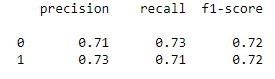 precision recall f1-score
0 0.71 0.73 0.72
1 0.73 0.71 0.72